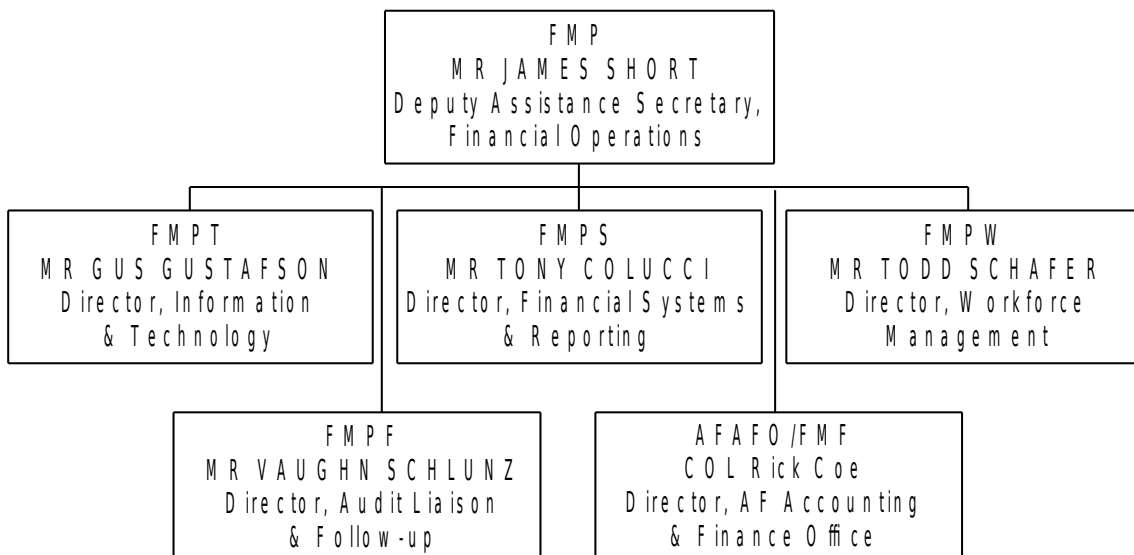 FMP
MR JAMES SHORT
Deputy Assistance Secretary,
Financial Operations
FMPT
MR GUS GUSTAFSON
Director, Information
& Technology
FMPS
MR TONY COLUCCI
Director, Financial Systems
& Reporting
FMPW
MR TODD SCHAFER
Director, Workforce
Management
FMPF
MR VAUGHN SCHLUNZ
Director, Audit Liaison
& Follow-up
AFAFO/FMF
COL Rick Coe
Director, AF Accounting
& Finance Office